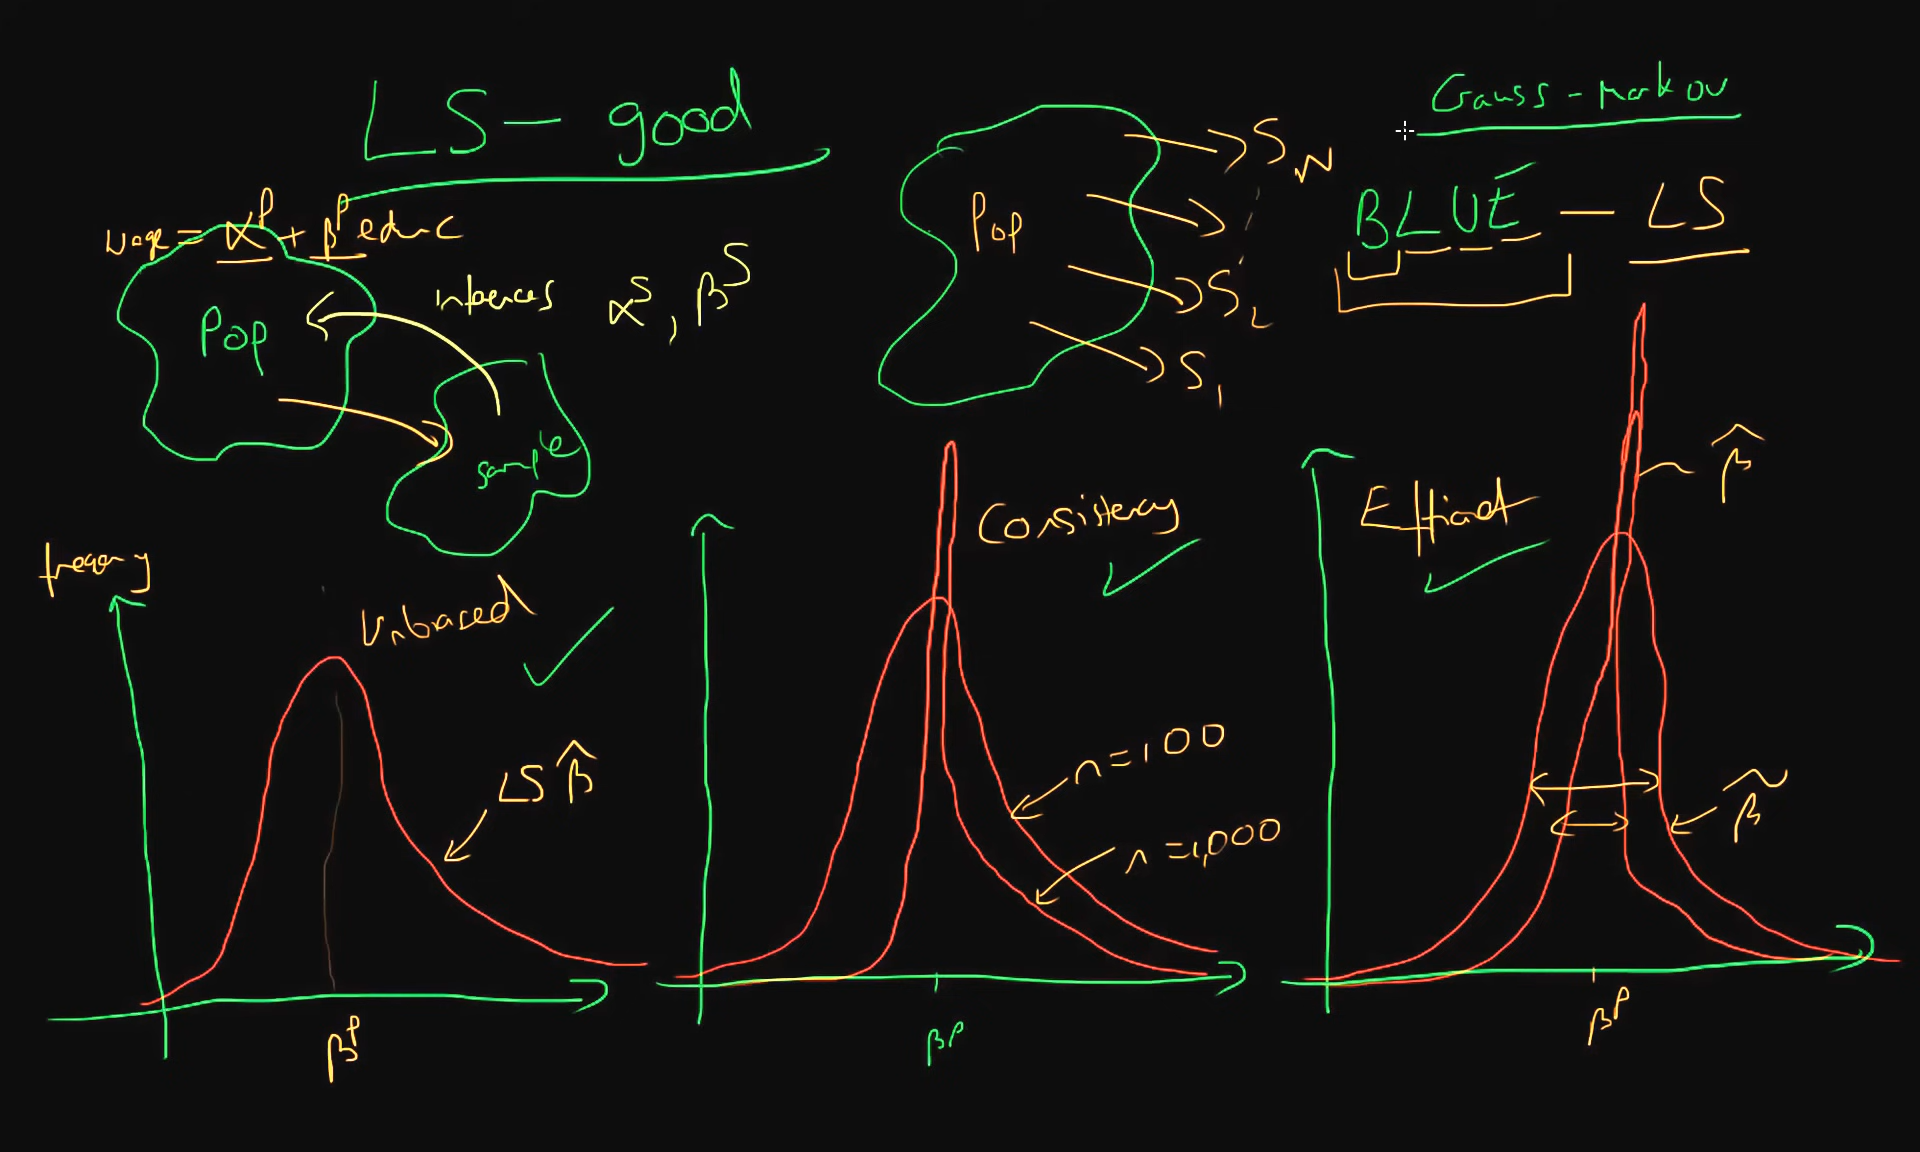 LS — good
Gauss - Markov
BLUE — LS
wage = α^p + β^p educ
Pop
inferences α^s, β^s
sample
Pop
S_N
S_2
S_1
frequency
Unbiased
LS β̂
β^p
Consistency
n=100
n=1,000
β^p
Efficient
β̂
β̃
β^p